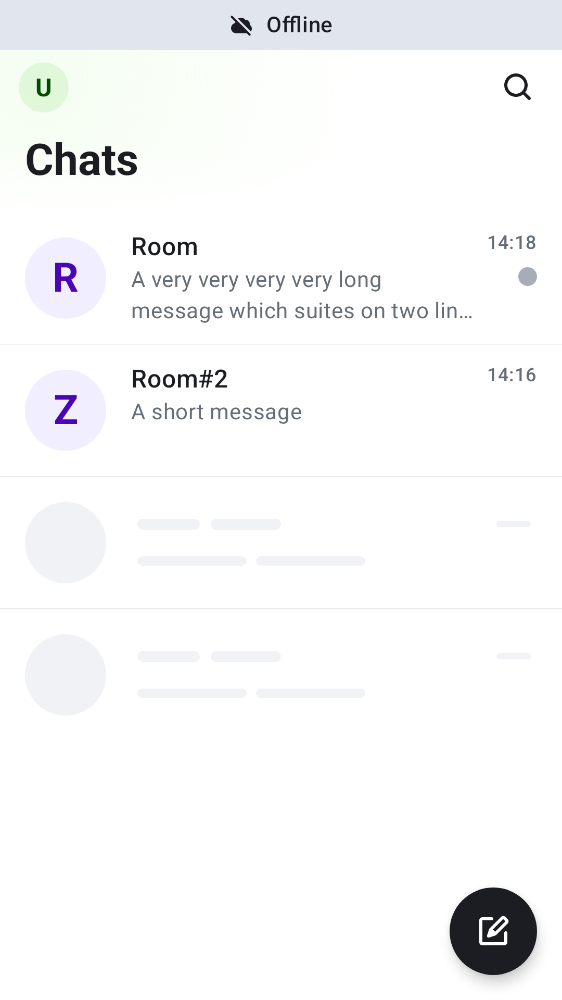 Offline
U
Chats
R
Room
14:18
A very very very very long
message which suites on two lin…
Z
Room#2
14:16
A short message